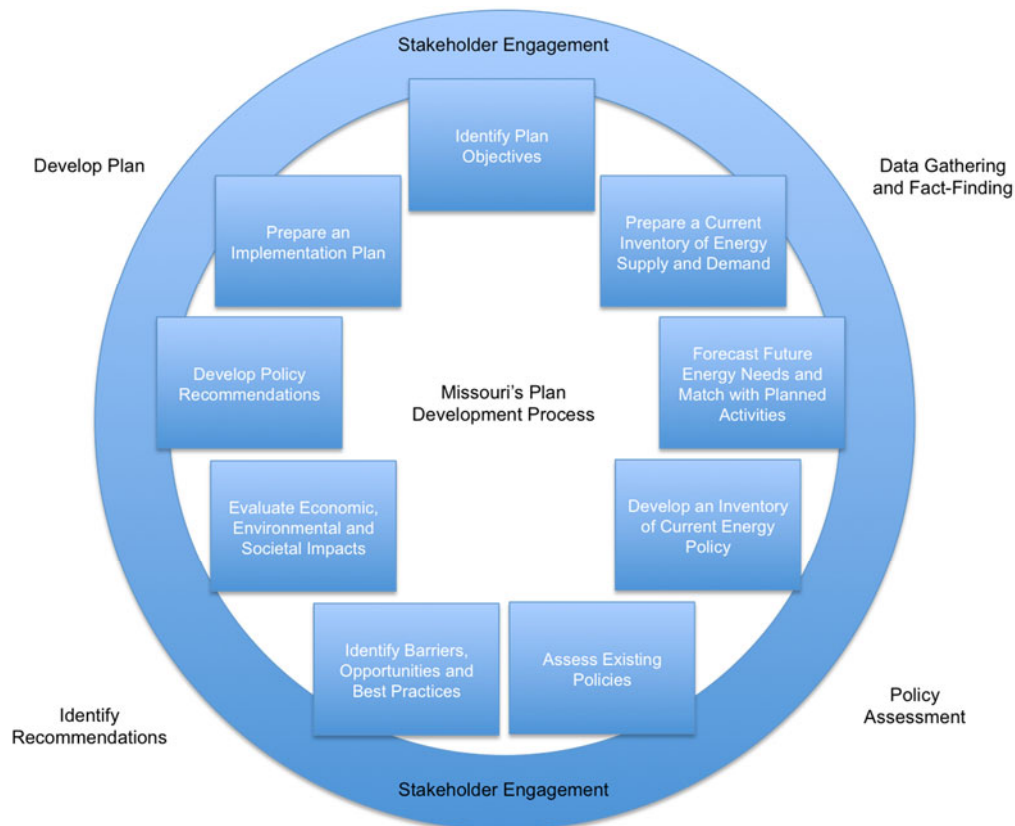 Stakeholder Engagement
Identify Plan
Objectives
Develop Plan
Data Gathering
and Fact-Finding
Prepare an
Implementation Plan
Prepare a Current
Inventory of Energy
Supply and Demand
Develop Policy
Recommendations
Missouri's Plan
Development Process
Forecast Future
Energy Needs and
Match with Planned
Activities
Evaluate Economic,
Environmental and
Societal Impacts
Develop an Inventory
of Current Energy
Policy
Identify Barriers,
Opportunities and
Best Practices
Assess Existing
Policies
Identify
Recommendations
Policy
Assessment
Stakeholder Engagement